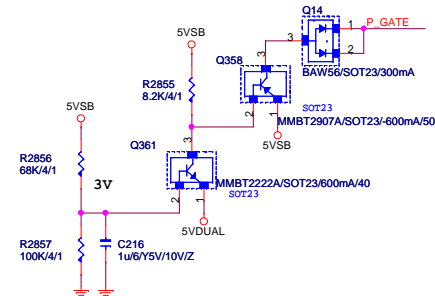 Q14
5VSB
Q358
3
1
P_GATE
2
3
BAW56/SOT23/300mA
R2855
8.2K/4/1
SOT23
2
1
MMBT2907A/SOT23/-600mA/50
5VSB
Q361
3
5VSB
R2856
68K/4/1
3V
MMBT2222A/SOT23/600mA/40
SOT23
2
1
5VDUAL
R2857
100K/4/1
C216
1u/6/Y5V/10V/Z